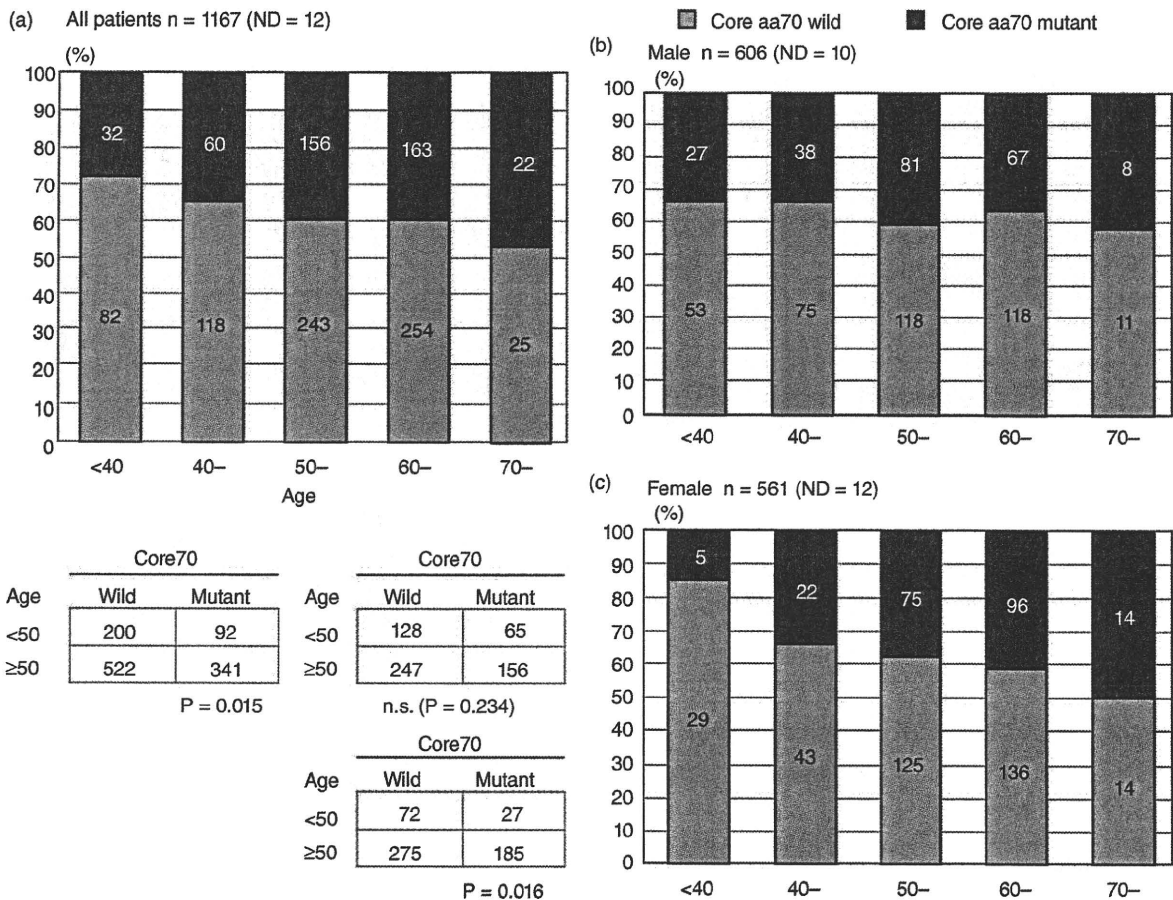 (a) All patients n = 1167 (ND = 12)
(%)
100
90
80
70
60
50
40
30
20
10
0
32 60 156 163 22
82 118 243 254 25
<40 40– 50– 60– 70–
Age
Core aa70 wild Core aa70 mutant
(b) Male n = 606 (ND = 10)
(%)
100
90
80
70
60
50
40
30
20
10
0
27 38 81 67 8
53 75 118 118 11
<40 40– 50– 60– 70–
(c) Female n = 561 (ND = 12)
(%)
100
90
80
70
60
50
40
30
20
10
0
5 22 75 96 14
29 43 125 136 14
<40 40– 50– 60– 70–
Core70
Age Wild Mutant
<50 200 92
≥50 522 341
P = 0.015
Core70
Age Wild Mutant
<50 128 65
≥50 247 156
n.s. (P = 0.234)
Core70
Age Wild Mutant
<50 72 27
≥50 275 185
P = 0.016